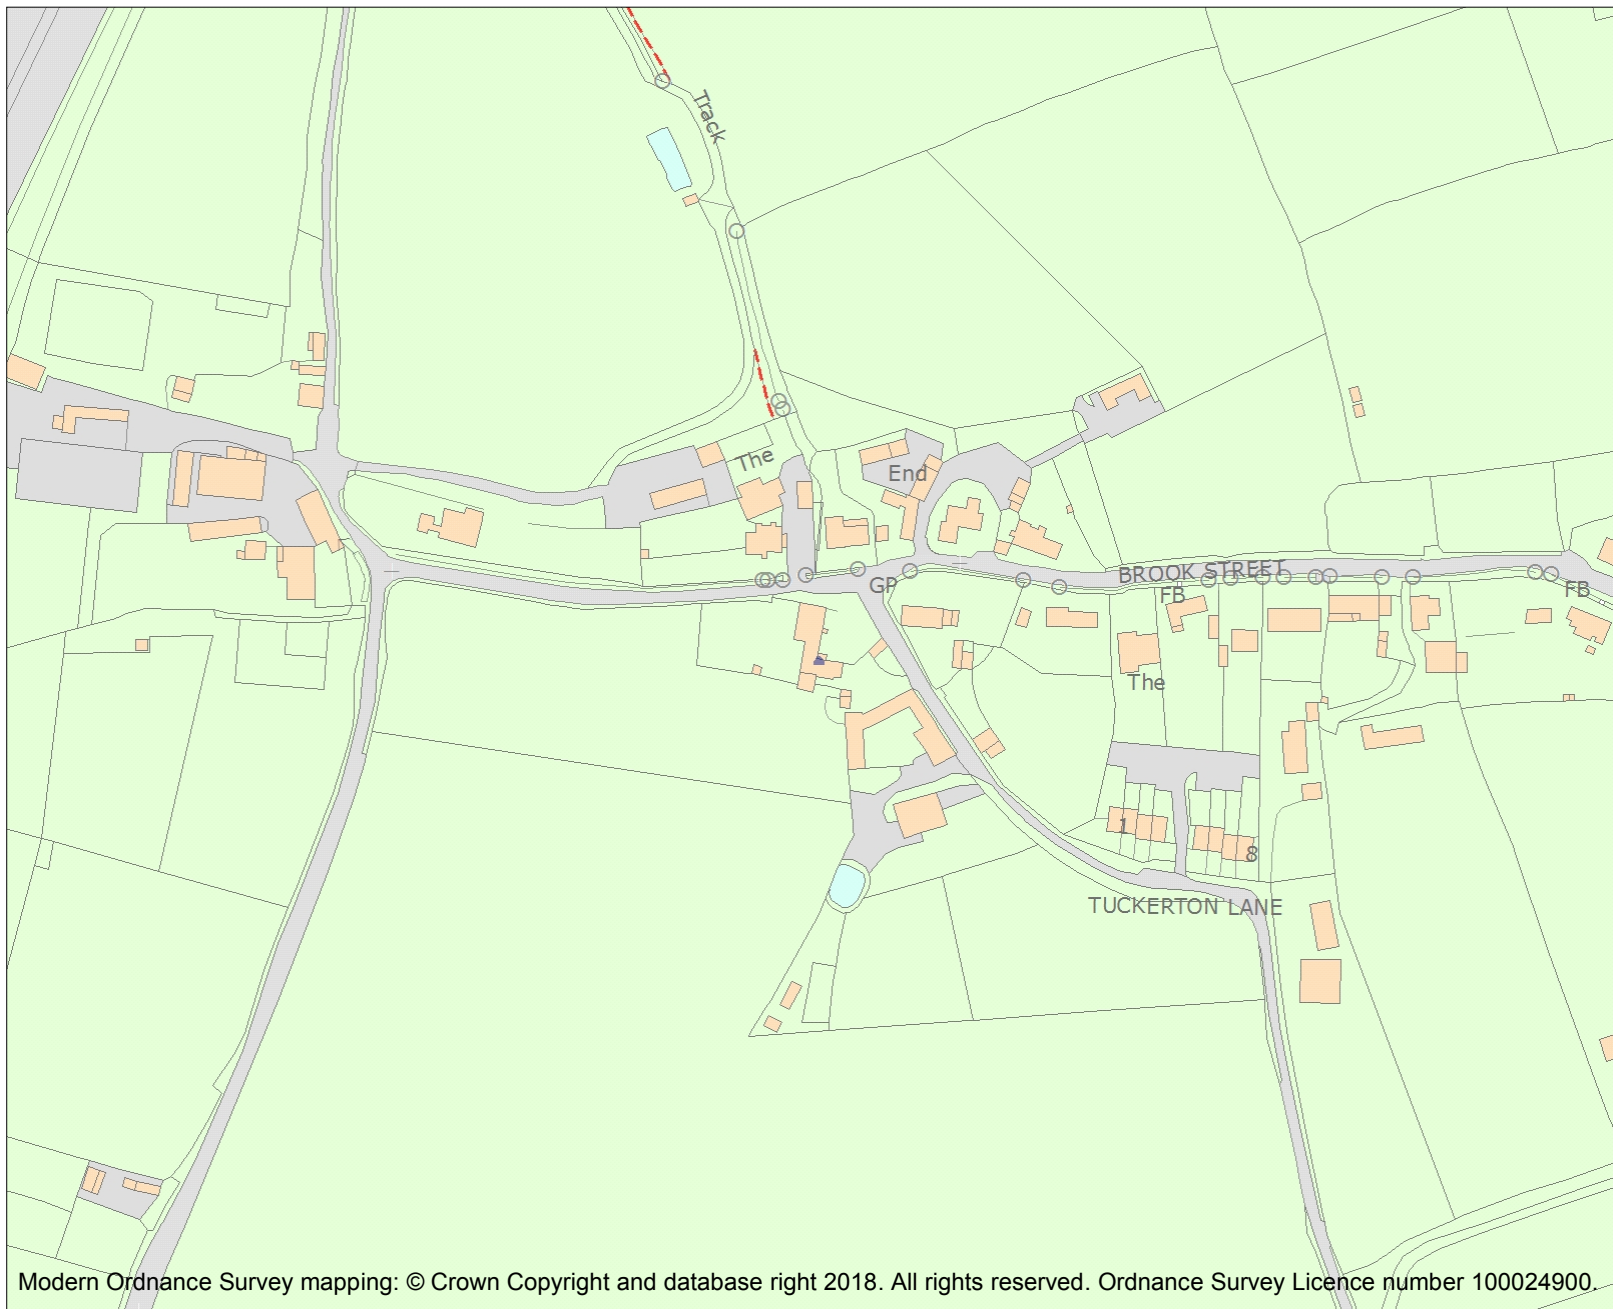 Track
The
End
BROOK STREET
GP
FB
FB
The
1
8
TUCKERTON LANE
Modern Ordnance Survey mapping: © Crown Copyright and database right 2018. All rights reserved. Ordnance Survey Licence number 100024900.